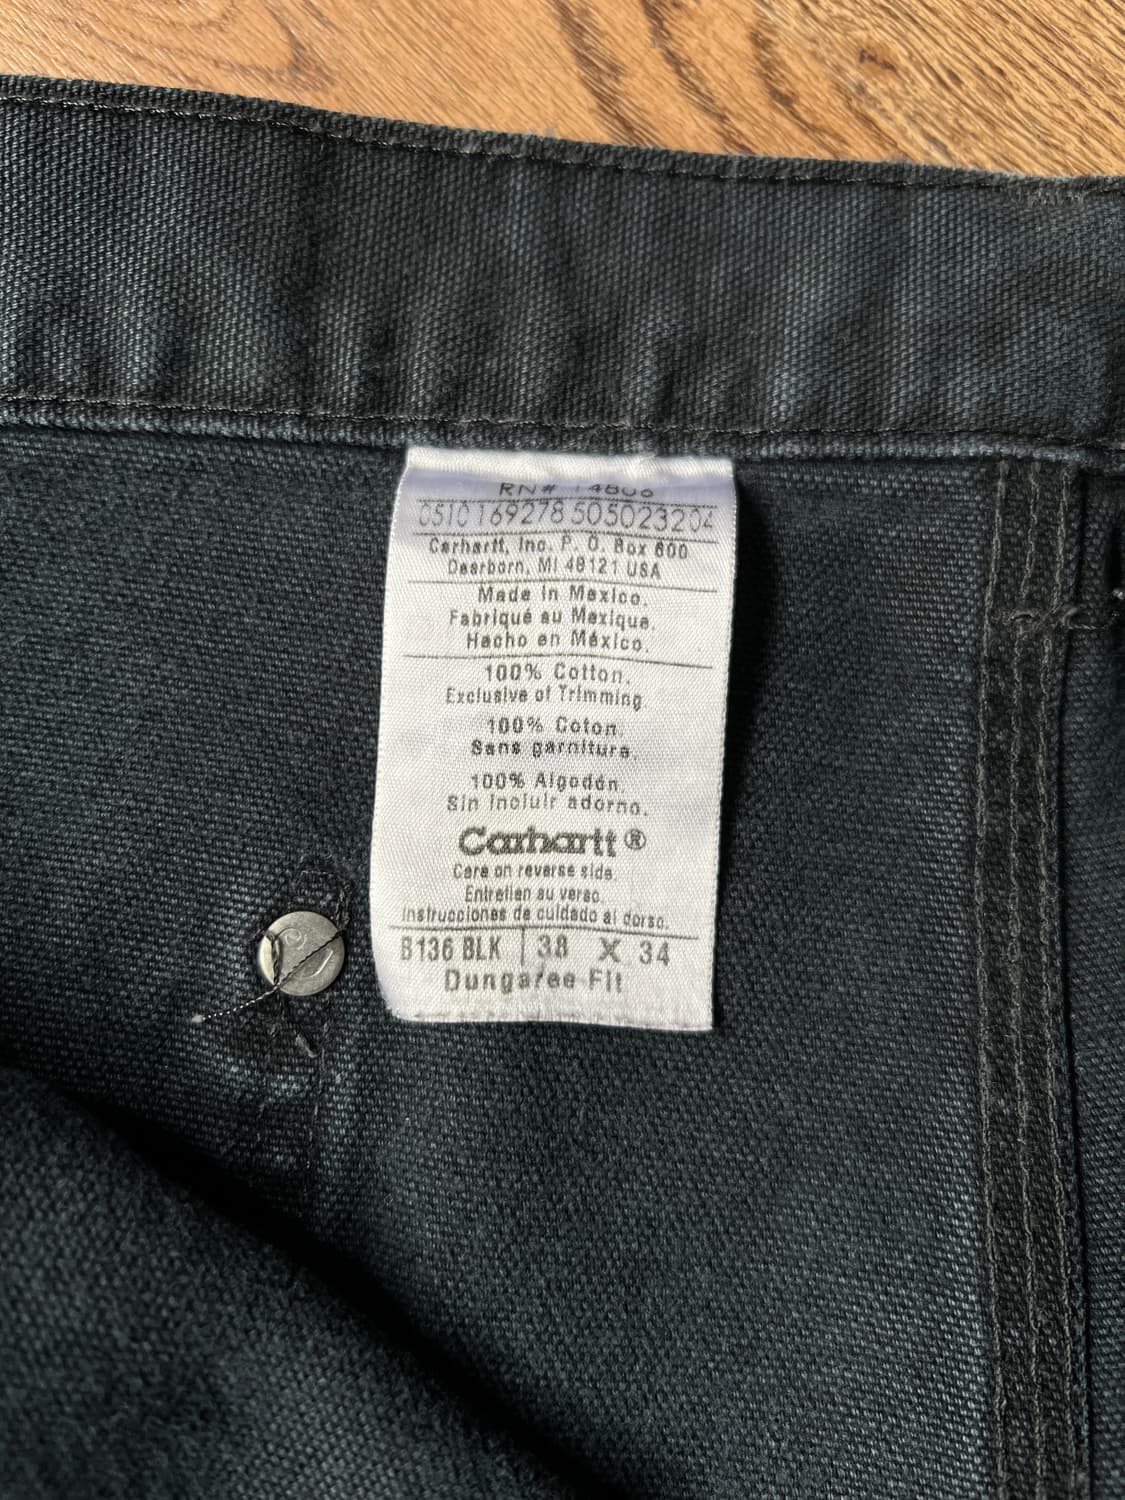 RN# 14806
0510 169278 505023204
Carhartt, Inc. P. O. Box 600
Dearborn, MI 48121 USA
Made in Mexico.
Fabriqué au Mexique.
Hecho en México.
100% Cotton.
Exclusive of Trimming.
100% Coton.
Sans garniture.
100% Algodón.
Sin incluir adorno.
Carhartt®
Care on reverse side.
Entretien au verso.
Instrucciones de cuidado al dorso.
B136 BLK | 38 X 34
Dungaree Fit